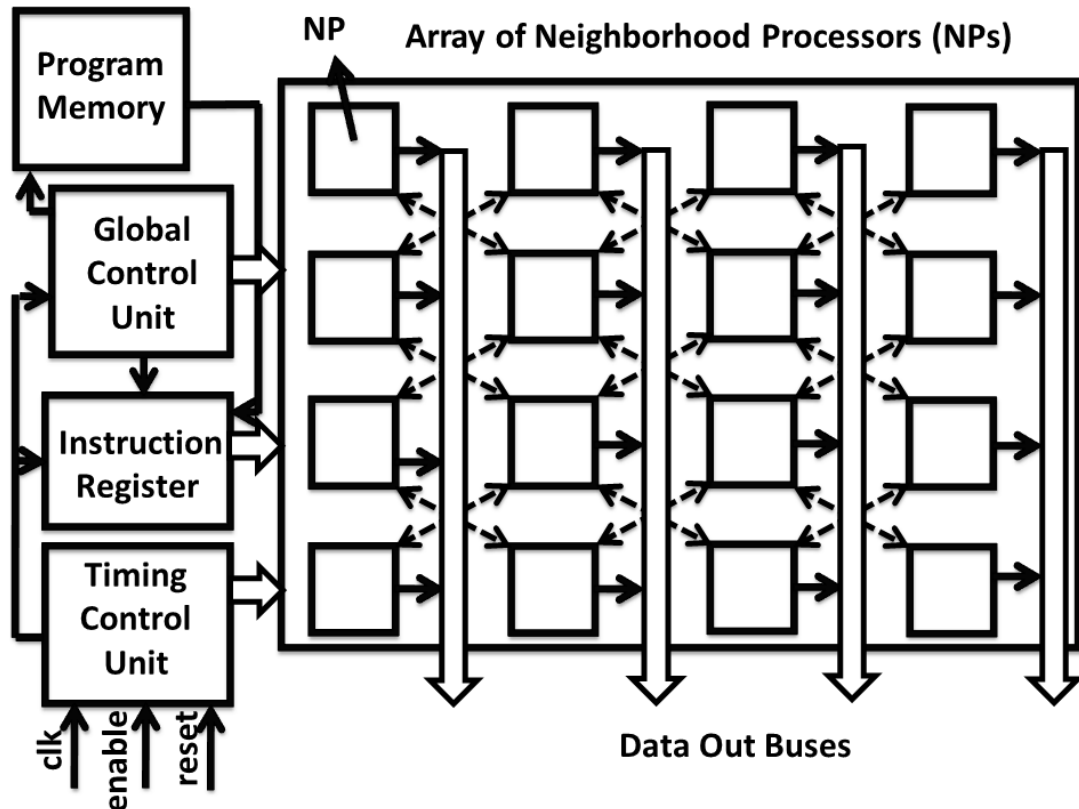 NP
Array of Neighborhood Processors (NPs)
Program
Memory
Global
Control
Unit
Instruction
Register
Timing
Control
Unit
clk
enable
reset
Data Out Buses